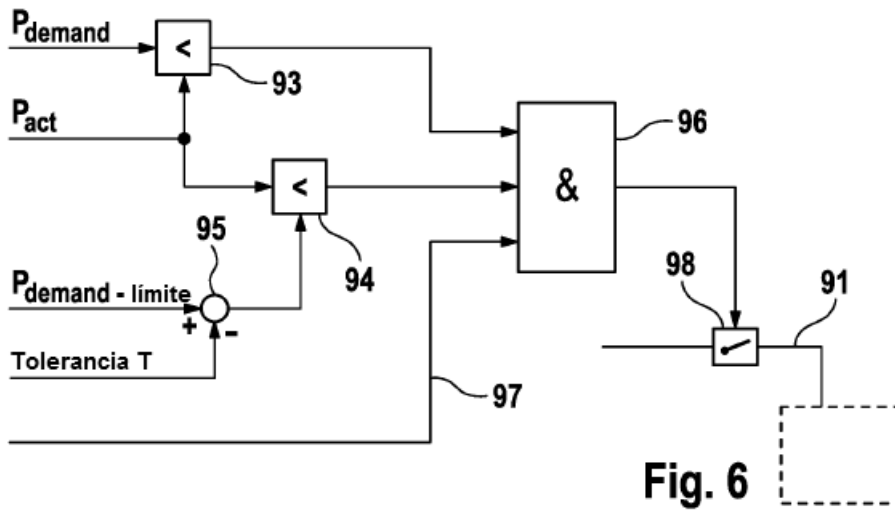 Pdemand
<
93
Pact
<
94
95
Pdemand - límite
+
-
Tolerancia T
&
96
97
98
91
Fig. 6